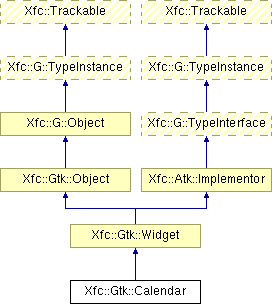 Xfc::Trackable Xfc::Trackable
Xfc::G::TypeInstance Xfc::G::TypeInstance
Xfc::G::Object Xfc::G::TypeInterface
Xfc::Gtk::Object Xfc::Atk::Implementor
Xfc::Gtk::Widget
Xfc::Gtk::Calendar